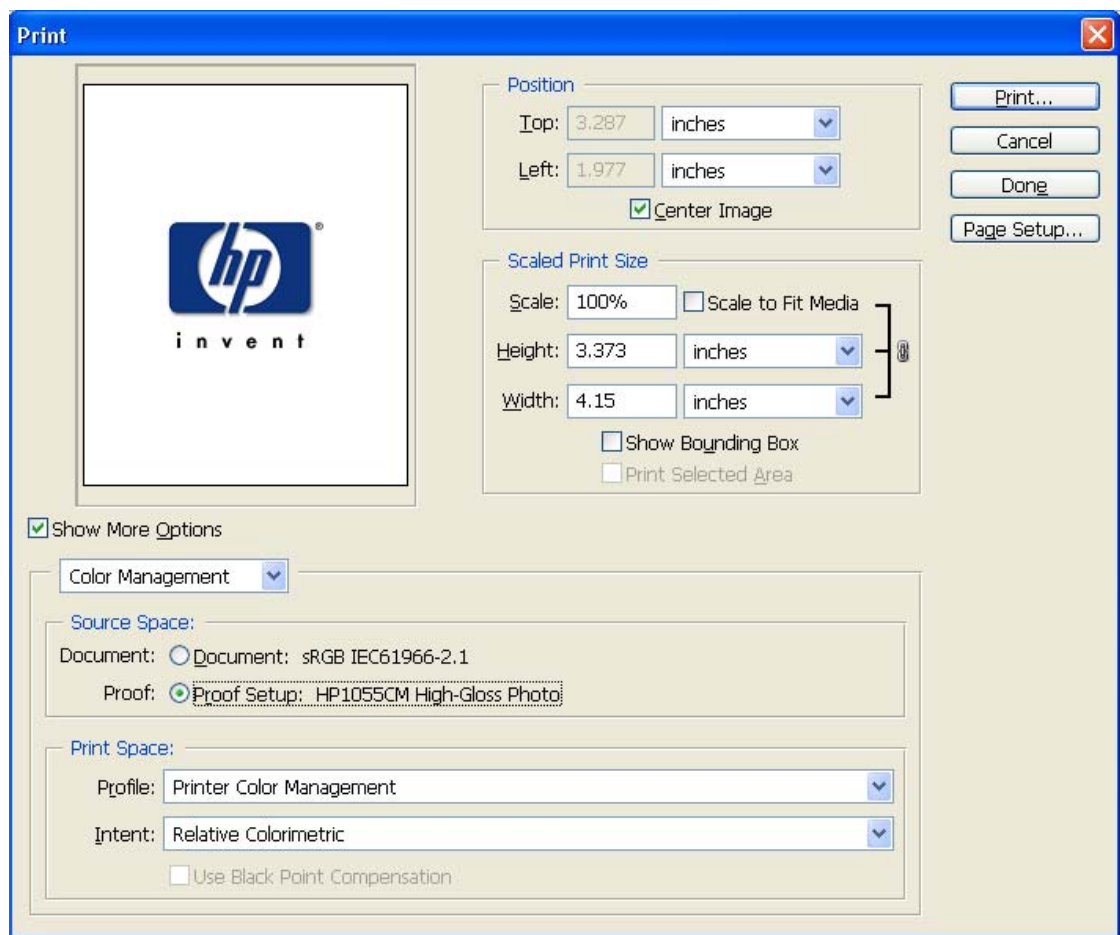 Print
hp
®
invent
Position
Top: 3.287 inches
Left: 1.977 inches
Center Image
Print...
Cancel
Done
Page Setup...
Scaled Print Size
Scale: 100% Scale to Fit Media
Height: 3.373 inches
Width: 4.15 inches
Show Bounding Box
Print Selected Area
Show More Options
Color Management
Source Space:
Document: Document: sRGB IEC61966-2.1
Proof: Proof Setup: HP1055CM High-Gloss Photo
Print Space:
Profile: Printer Color Management
Intent: Relative Colorimetric
Use Black Point Compensation